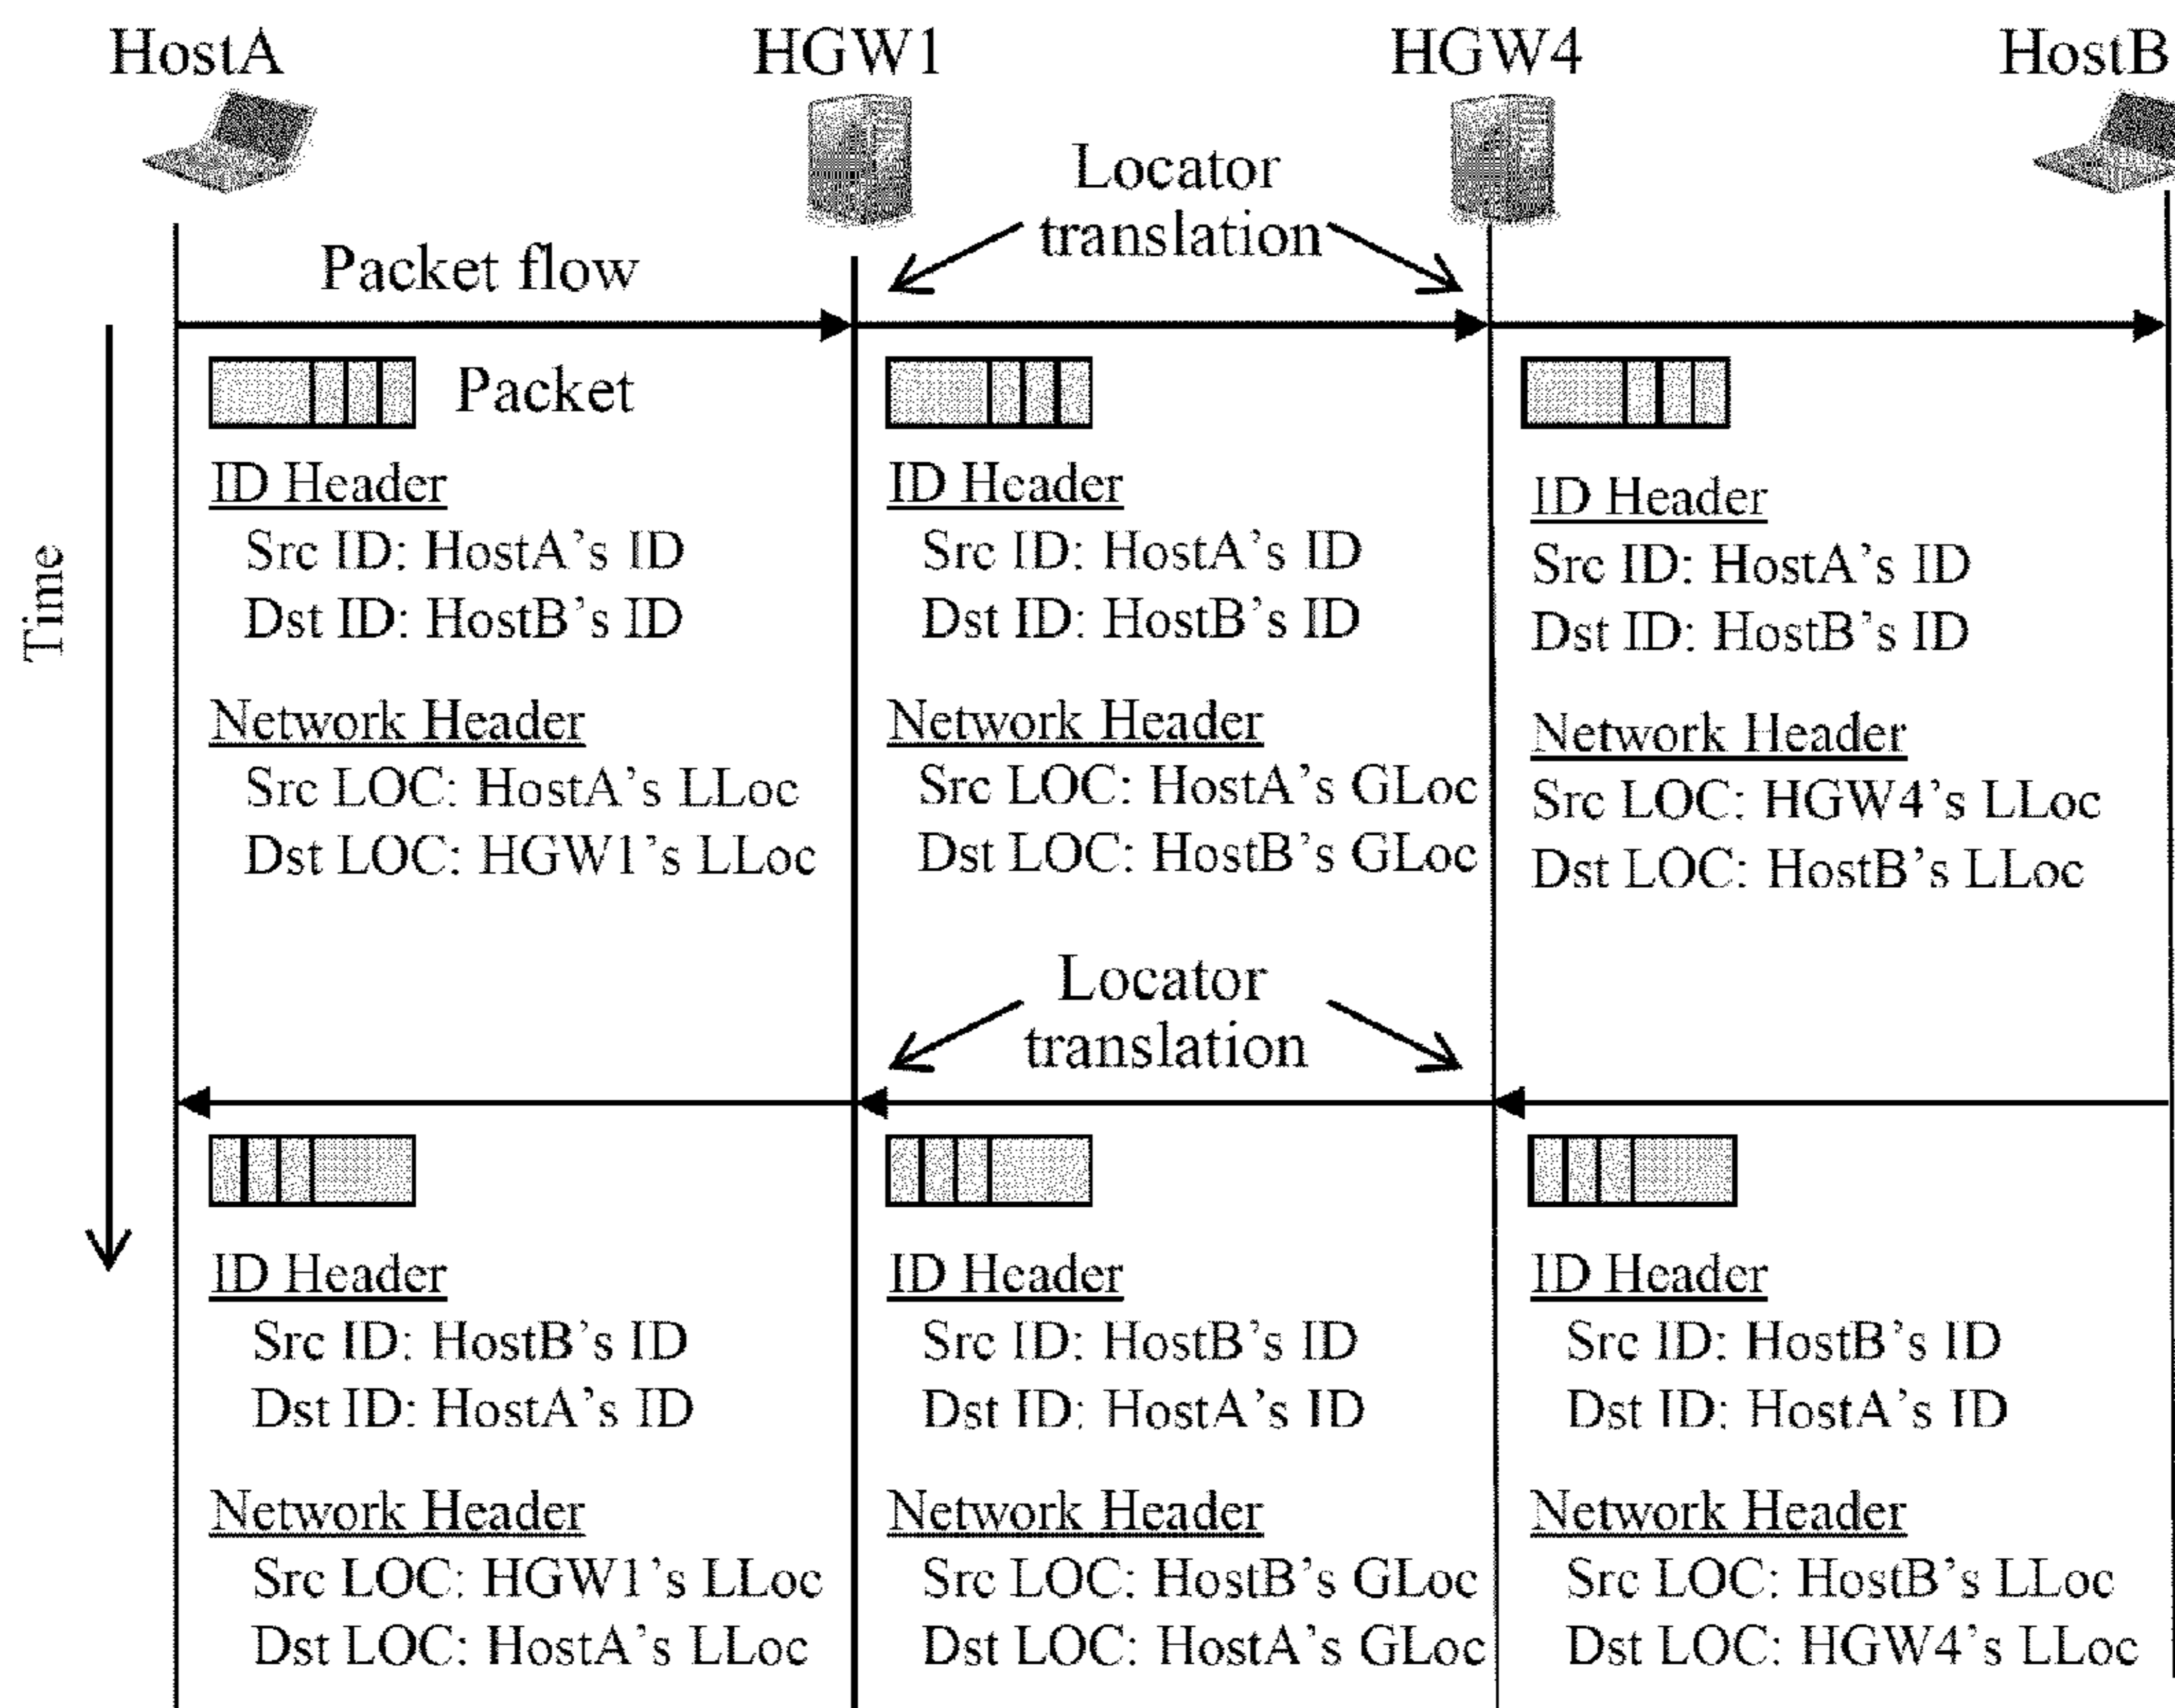 HostA
HGW1
HGW4
HostB
Locator
translation
Packet flow
Packet
Time
ID Header
Src ID: HostA's ID
Dst ID: HostB's ID
Network Header
Src LOC: HostA's LLoc
Dst LOC: HGW1's LLoc
ID Header
Src ID: HostA's ID
Dst ID: HostB's ID
Network Header
Src LOC: HostA's GLoc
Dst LOC: HostB's GLoc
ID Header
Src ID: HostA's ID
Dst ID: HostB's ID
Network Header
Src LOC: HGW4's LLoc
Dst LOC: HostB's LLoc
Locator
translation
ID Header
Src ID: HostB's ID
Dst ID: HostA's ID
Network Header
Src LOC: HGW1's LLoc
Dst LOC: HostA's LLoc
ID Header
Src ID: HostB's ID
Dst ID: HostA's ID
Network Header
Src LOC: HostB's GLoc
Dst LOC: HostA's GLoc
ID Header
Src ID: HostB's ID
Dst ID: HostA's ID
Network Header
Src LOC: HostB's LLoc
Dst LOC: HGW4's LLoc